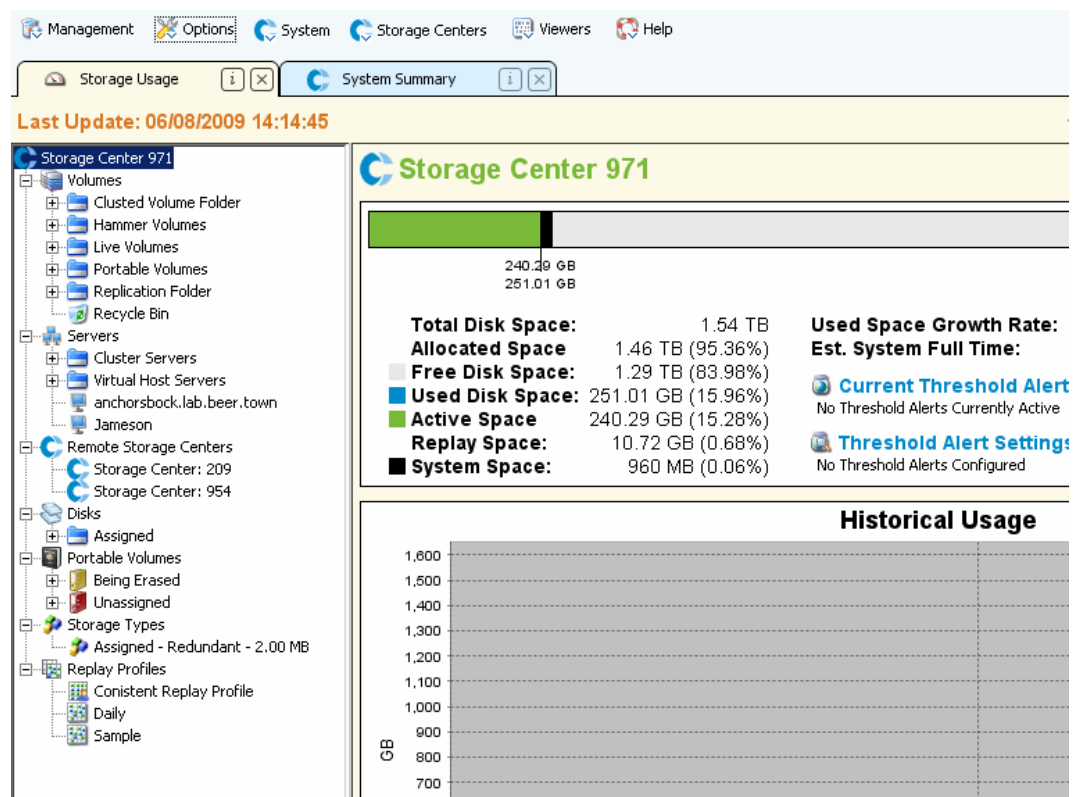 Management Options System Storage Centers Viewers Help
Storage Usage i System Summary i
Last Update: 06/08/2009 14:14:45
Storage Center 971
Volumes
Clusted Volume Folder
Hammer Volumes
Live Volumes
Portable Volumes
Replication Folder
Recycle Bin
Servers
Cluster Servers
Virtual Host Servers
anchorsbock.lab.beer.town
Jameson
Remote Storage Centers
Storage Center: 209
Storage Center: 954
Disks
Assigned
Portable Volumes
Being Erased
Unassigned
Storage Types
Assigned - Redundant - 2.00 MB
Replay Profiles
Conistent Replay Profile
Daily
Sample
Storage Center 971
240.29 GB
251.01 GB
Total Disk Space: 1.54 TB
Allocated Space 1.46 TB (95.36%)
Free Disk Space: 1.29 TB (83.98%)
Used Disk Space: 251.01 GB (15.96%)
Active Space 240.29 GB (15.28%)
Replay Space: 10.72 GB (0.68%)
System Space: 960 MB (0.06%)
Used Space Growth Rate:
Est. System Full Time:
Current Threshold Alert
No Threshold Alerts Currently Active
Threshold Alert Settings
No Threshold Alerts Configured
Historical Usage
1,600
1,500
1,400
1,300
1,200
1,100
1,000
900
800
700
GB